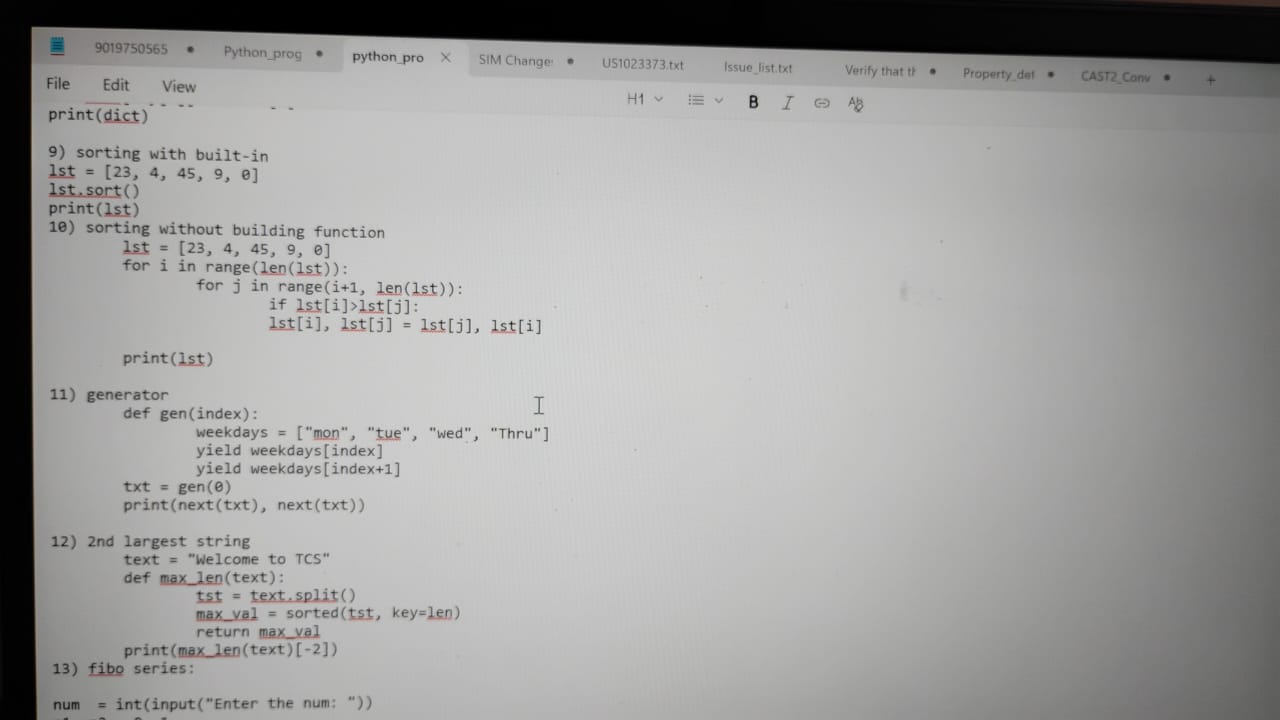 9019750565
Python_prog
python_pro
SIM Change:
US1023373.txt
Issue_list.txt
Verify that th
Property_def
CAST2_Conv
File Edit View
H1 B I
print(dict)
9) sorting with built-in
lst = [23, 4, 45, 9, 0]
lst.sort()
print(lst)
10) sorting without building function
lst = [23, 4, 45, 9, 0]
for i in range(len(lst)):
for j in range(i+1, len(lst)):
if lst[i]>lst[j]:
lst[i], lst[j] = lst[j], lst[i]
print(lst)
11) generator
def gen(index):
weekdays = ["mon", "tue", "wed", "Thru"]
yield weekdays[index]
yield weekdays[index+1]
txt = gen(0)
print(next(txt), next(txt))
12) 2nd largest string
text = "Welcome to TCS"
def max_len(text):
tst = text.split()
max_val = sorted(tst, key=len)
return max_val
print(max_len(text)[-2])
13) fibo series:
num = int(input("Enter the num: "))